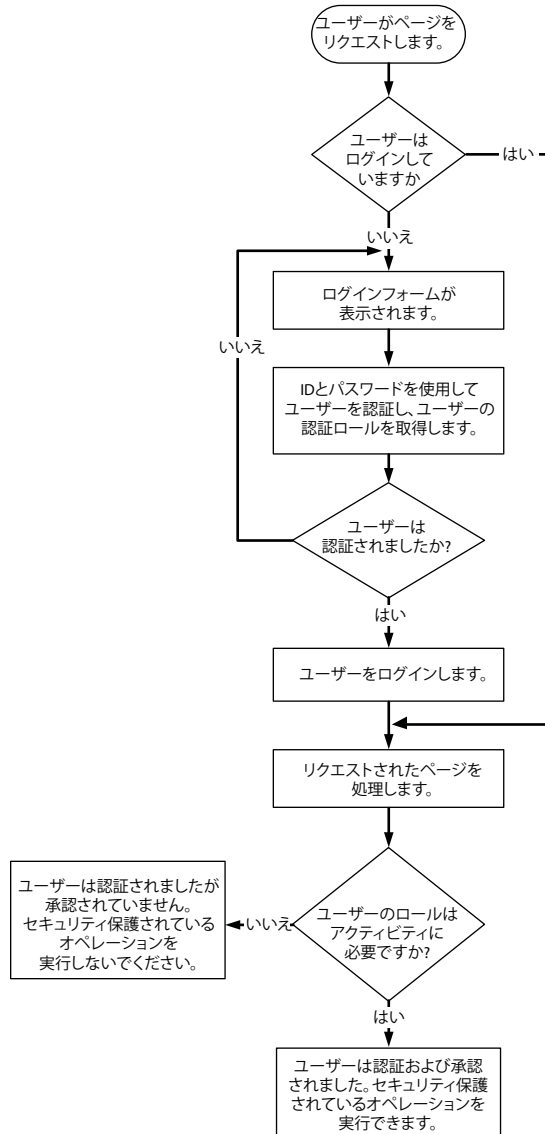 ユーザーがページを
リクエストします。
ユーザーは
ログインして
いますか
はい
いいえ
ログインフォームが
表示されます。
いいえ
IDとパスワードを使用して
ユーザーを認証し、ユーザーの
認証ロールを取得します。
ユーザーは
認証されましたか?
はい
ユーザーをログインします。
リクエストされたページを
処理します。
ユーザーは認証されましたが
承認されていません。
セキュリティ保護されている
オペレーションを
実行しないでください。
いいえ
ユーザーのロールは
アクティビティに
必要ですか?
はい
ユーザーは認証および承認
されました。セキュリティ保護
されているオペレーションを
実行できます。